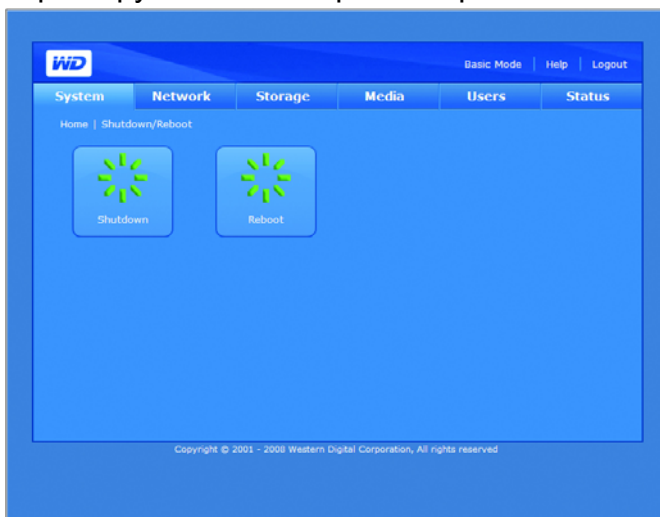 WD
Basic Mode | Help | Logout
System Network Storage Media Users Status
Home | Shutdown/Reboot
Shutdown Reboot
Copyright © 2001 - 2008 Western Digital Corporation, All rights reserved